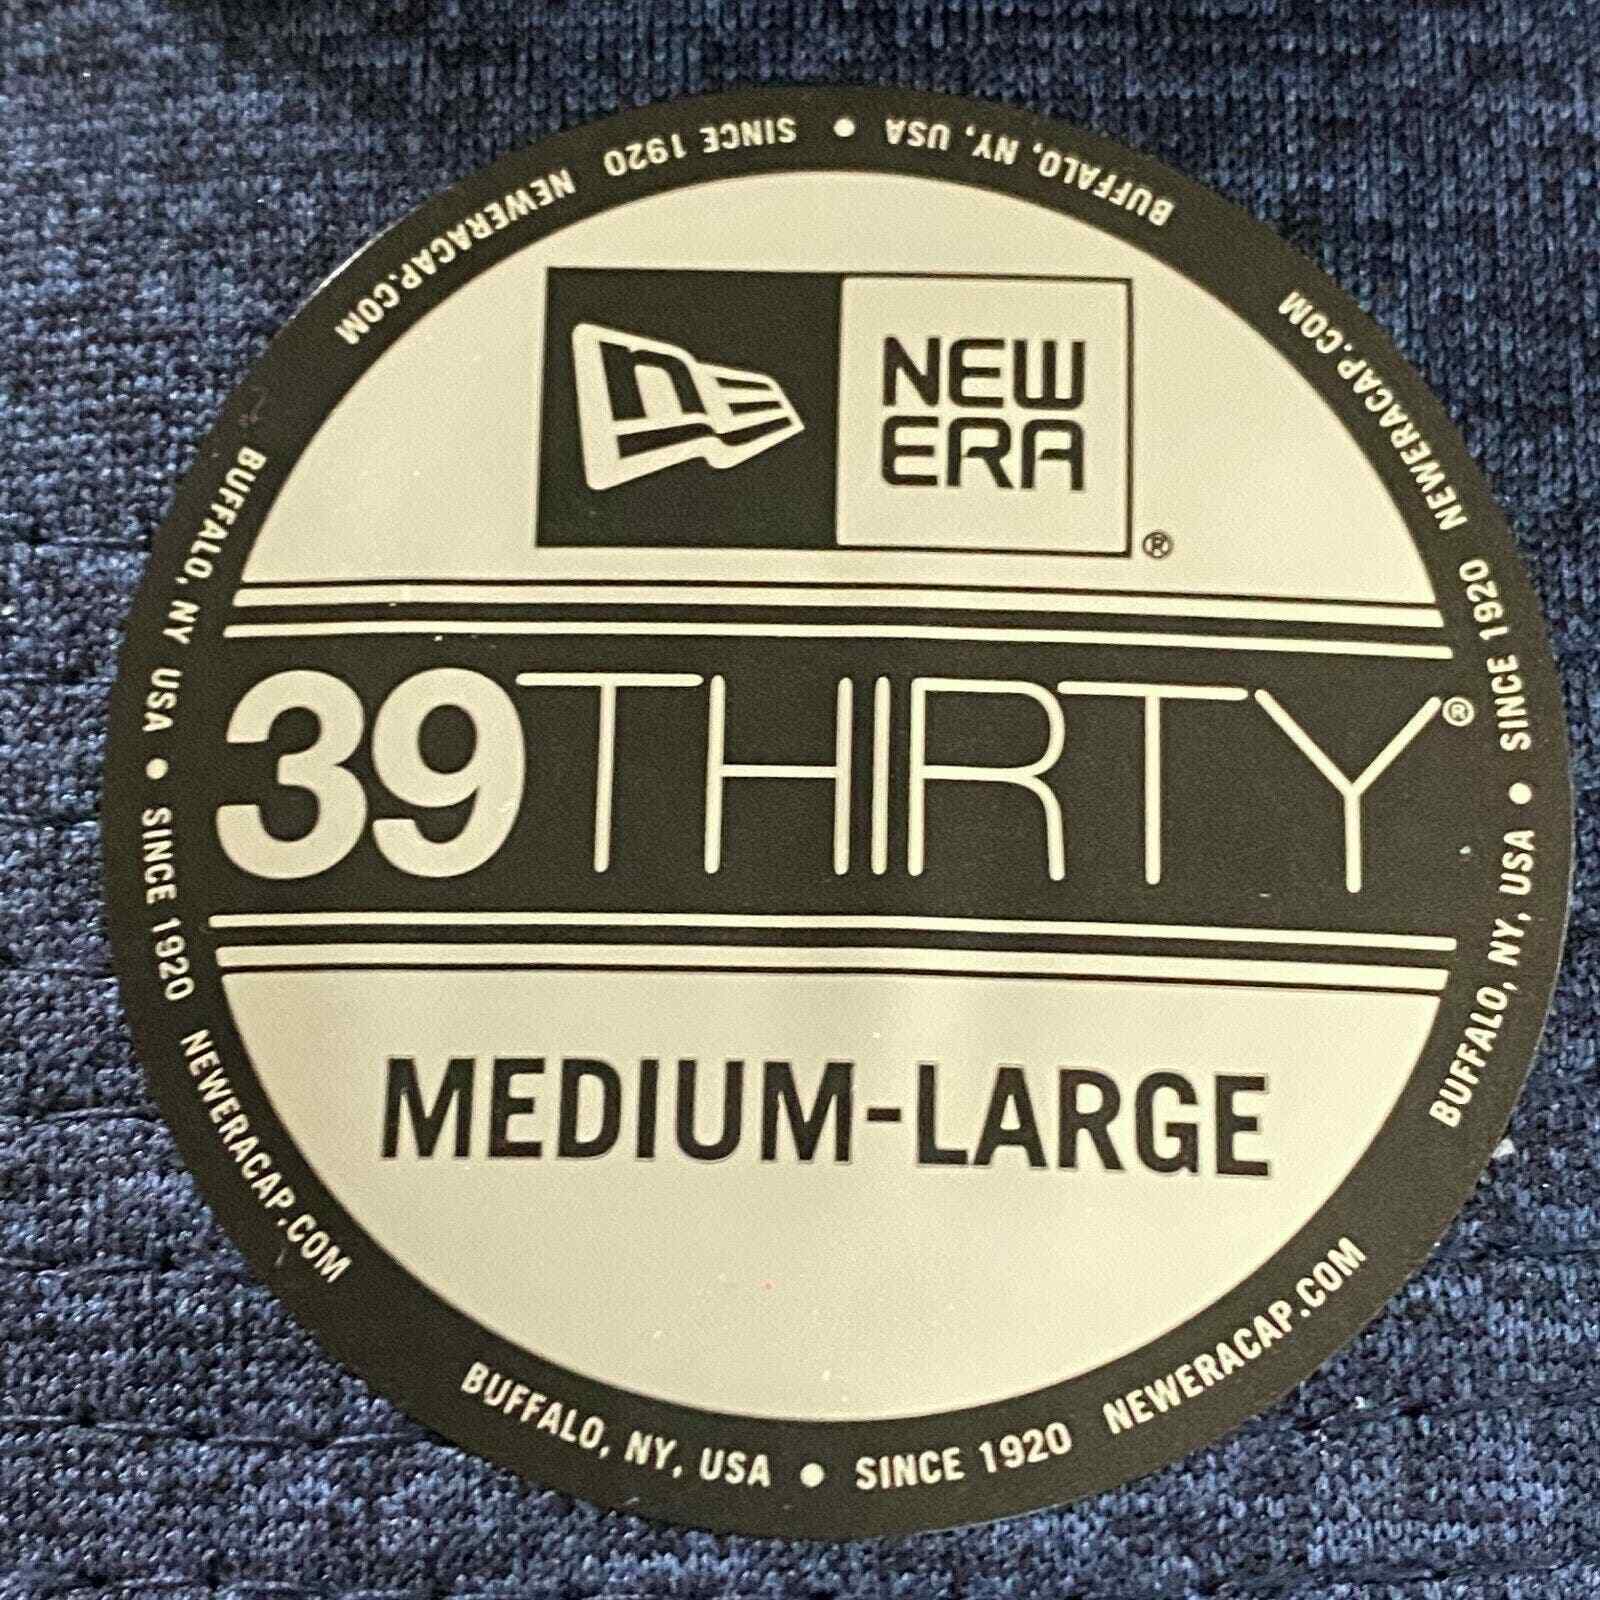 NEW
ERA
®
39THIRTY®
MEDIUM-LARGE
BUFFALO, NY, USA • SINCE 1920 NEWERACAP.COM
BUFFALO, NY, USA • SINCE 1920 NEWERACAP.COM
BUFFALO, NY, USA • SINCE 1920 NEWERACAP.COM
BUFFALO, NY USA • SINCE 1920 NEWERACAP.COM